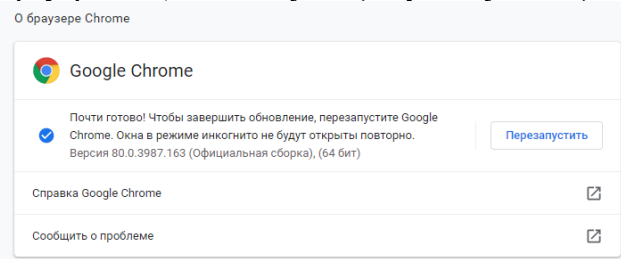 О браузере Chrome
Google Chrome
Почти готово! Чтобы завершить обновление, перезапустите Google
Chrome. Окна в режиме инкогнито не будут открыты повторно.
Версия 80.0.3987.163 (Официальная сборка), (64 бит)
Перезапустить
Справка Google Chrome
Сообщить о проблеме